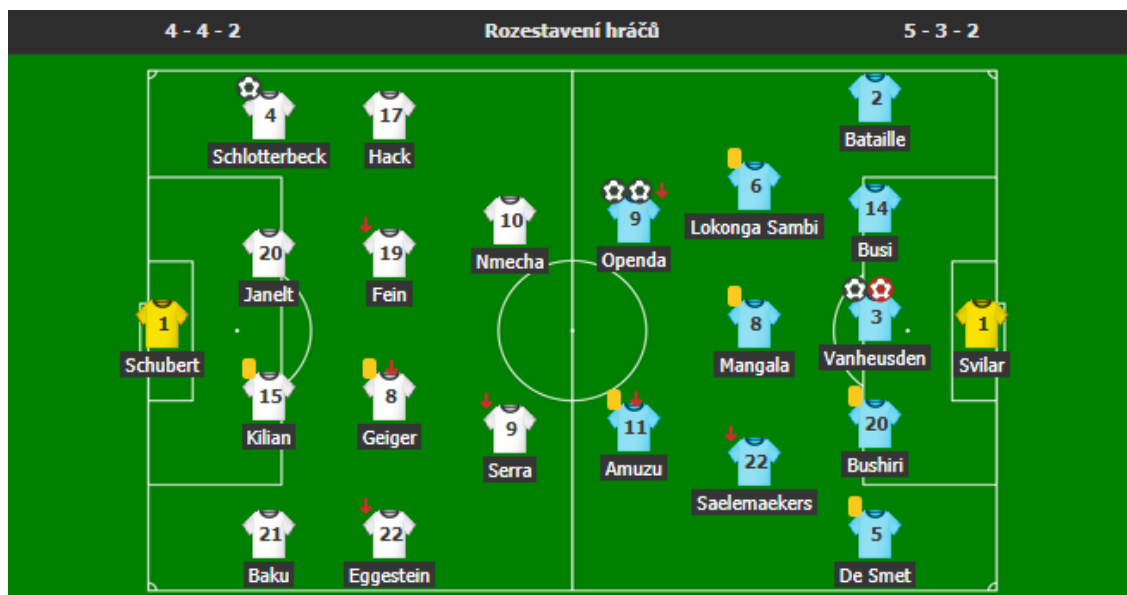 4 - 4 - 2 Rozestavení hráčů 5 - 3 - 2
2
Bataille
4
Schlotterbeck
17
Hack
6
Lokonga Sambi
14
Busi
10
Nmecha
9
Openda
20
Janelt
19
Fein
1
Schubert
8
Mangala
3
Vanheusden
1
Svilar
15
Kilian
8
Geiger
9
Serra
11
Amuzu
20
Bushiri
22
Saelemaekers
21
Baku
22
Eggestein
5
De Smet